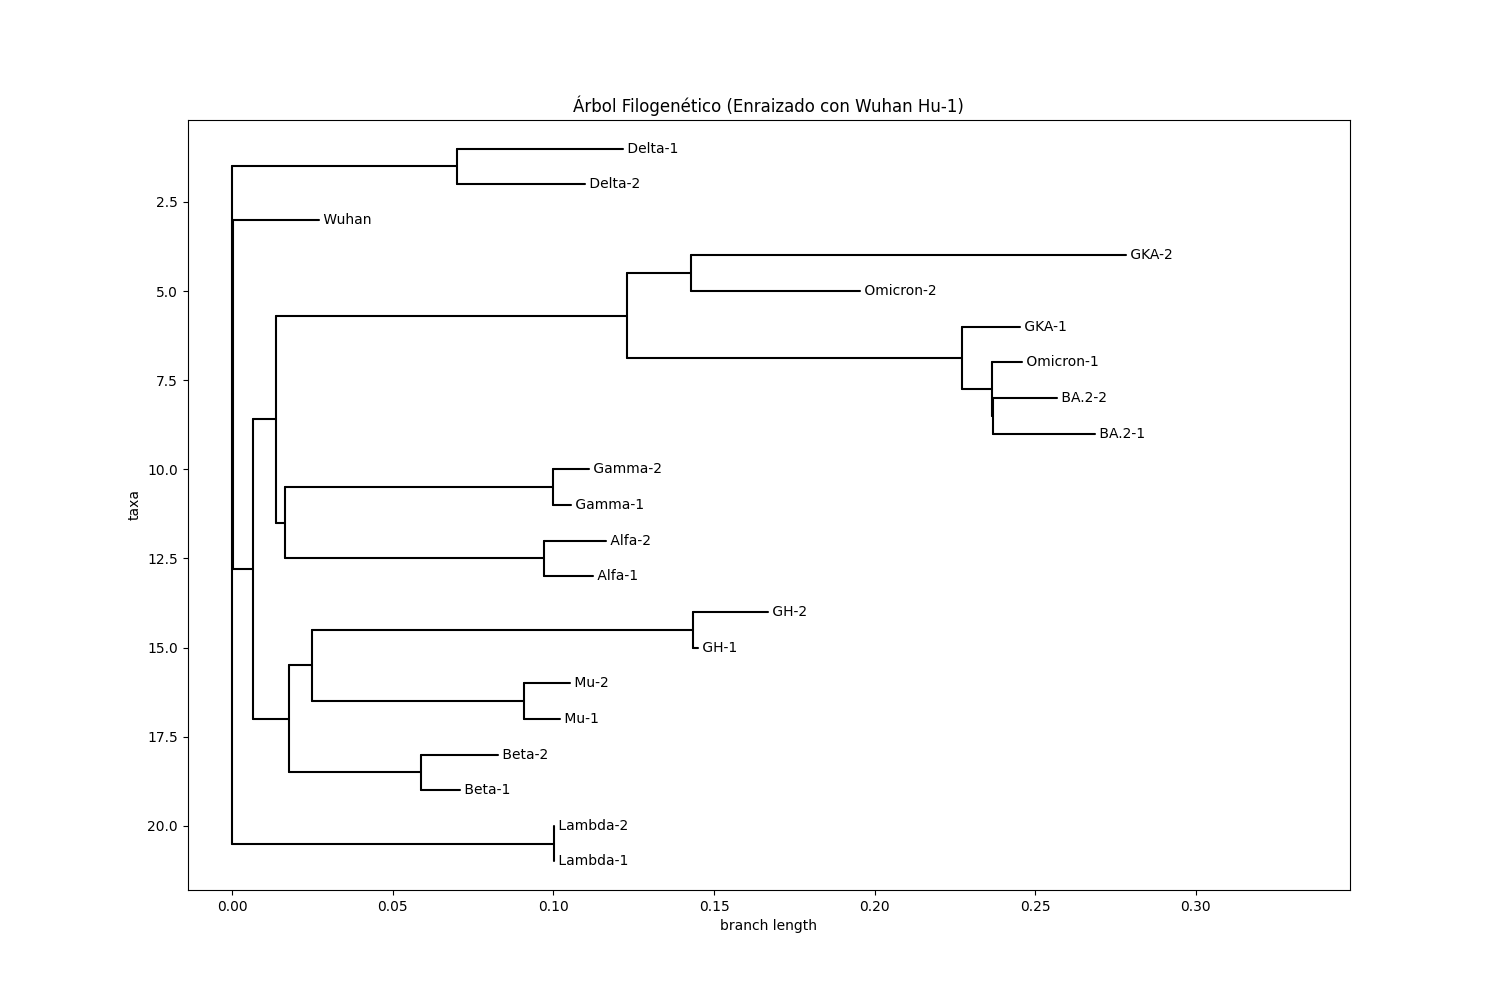 Árbol Filogenético (Enraizado con Wuhan Hu-1)
Delta-1
Delta-2
2.5
Wuhan
GKA-2
5.0
Omicron-2
GKA-1
Omicron-1
7.5
BA.2-2
BA.2-1
10.0
Gamma-2
taxa
Gamma-1
Alfa-2
12.5
Alfa-1
GH-2
15.0
GH-1
Mu-2
Mu-1
17.5
Beta-2
Beta-1
20.0
Lambda-2
Lambda-1
0.00 0.05 0.10 0.15 0.20 0.25 0.30
branch length